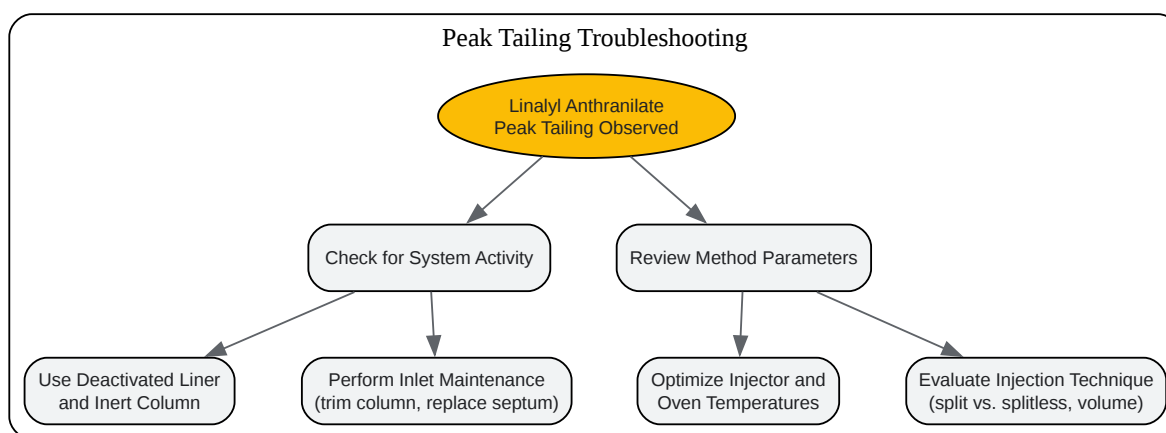 Peak Tailing Troubleshooting
Linalyl Anthranilate
Peak Tailing Observed
Check for System Activity
Review Method Parameters
Use Deactivated Liner
and Inert Column
Perform Inlet Maintenance
(trim column, replace septum)
Optimize Injector and
Oven Temperatures
Evaluate Injection Technique
(split vs. splitless, volume)